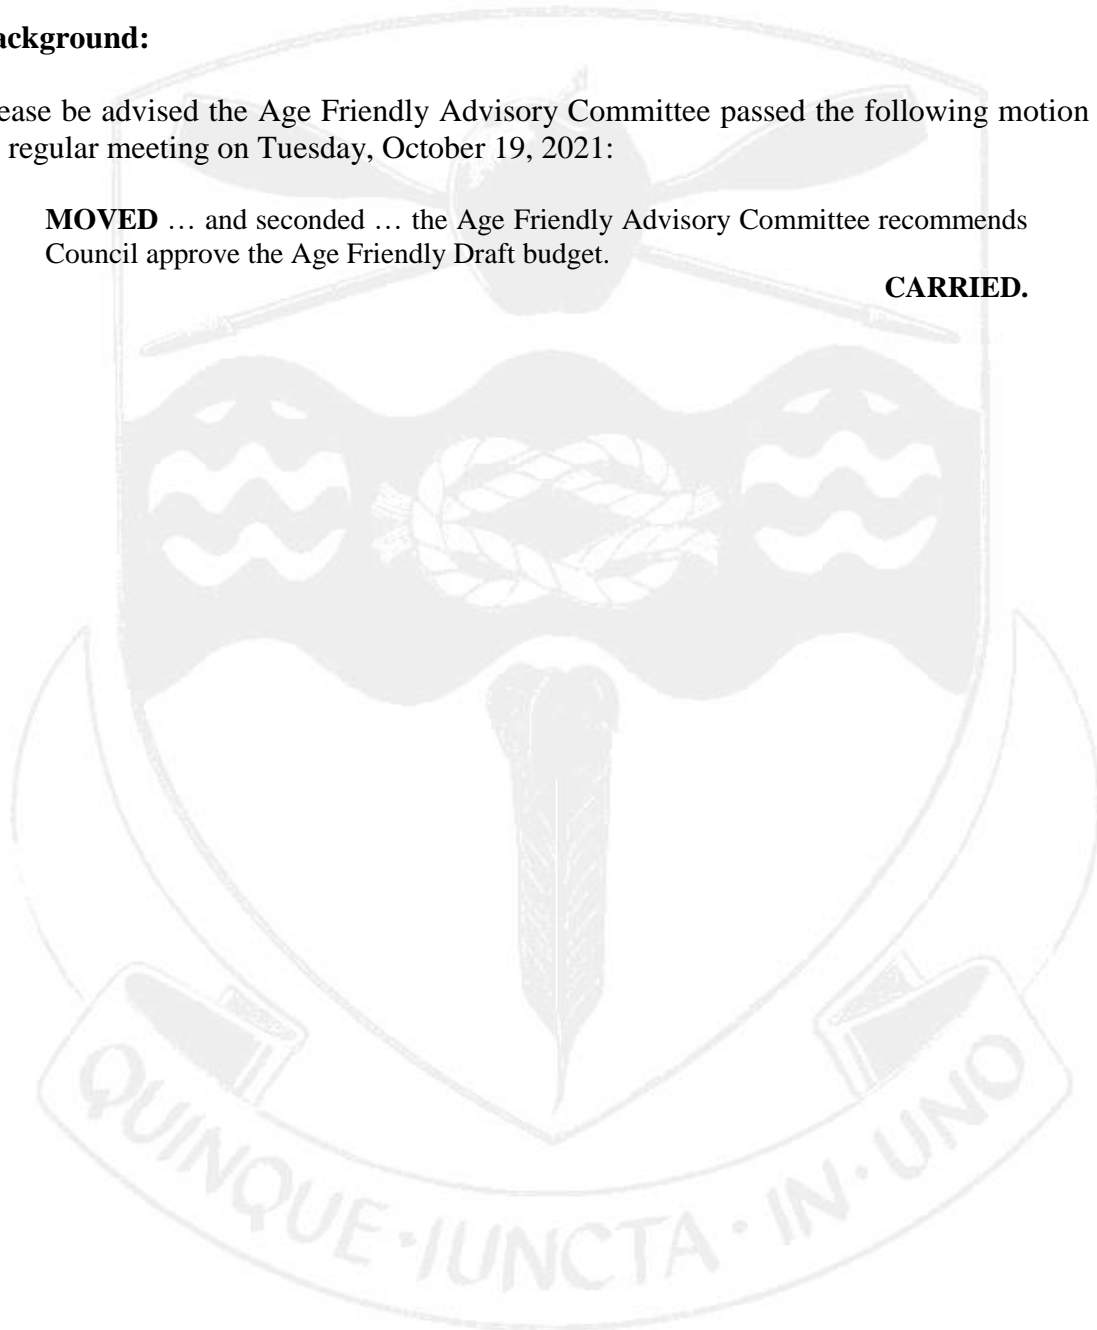 ackground:
ease be advised the Age Friendly Advisory Committee passed the following motion
regular meeting on Tuesday, October 19, 2021:
MOVED … and seconded … the Age Friendly Advisory Committee recommends
Council approve the Age Friendly Draft budget.
CARRIED.
QUINQUE·IUNCTA·IN·UNO